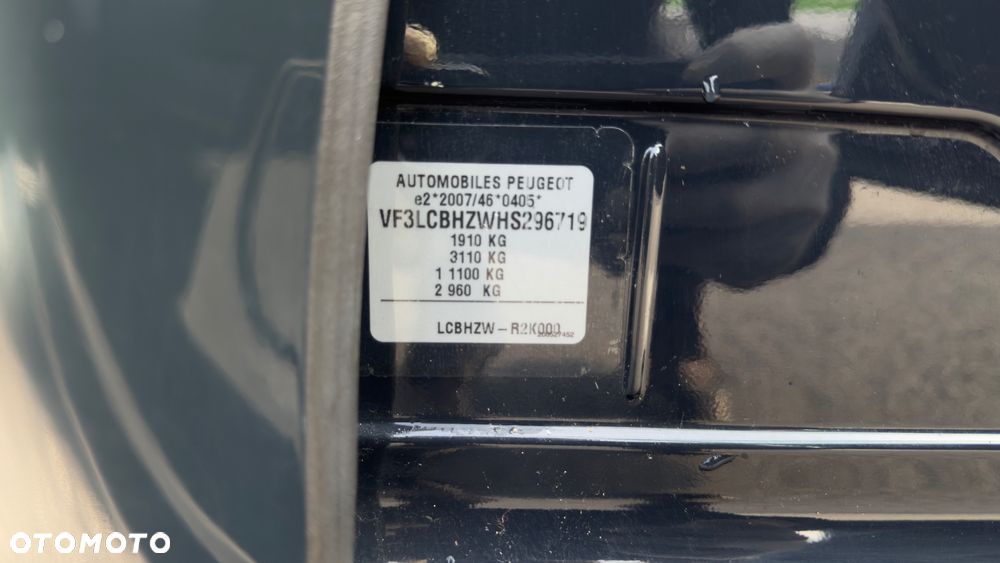 AUTOMOBILES PEUGEOT
e2*2007/46*0405*
VF3LCBHZWHS296719
1910 KG
3110 KG
1 1100 KG
2 960 KG
LCBHZW-R2K000
OTOMOTO